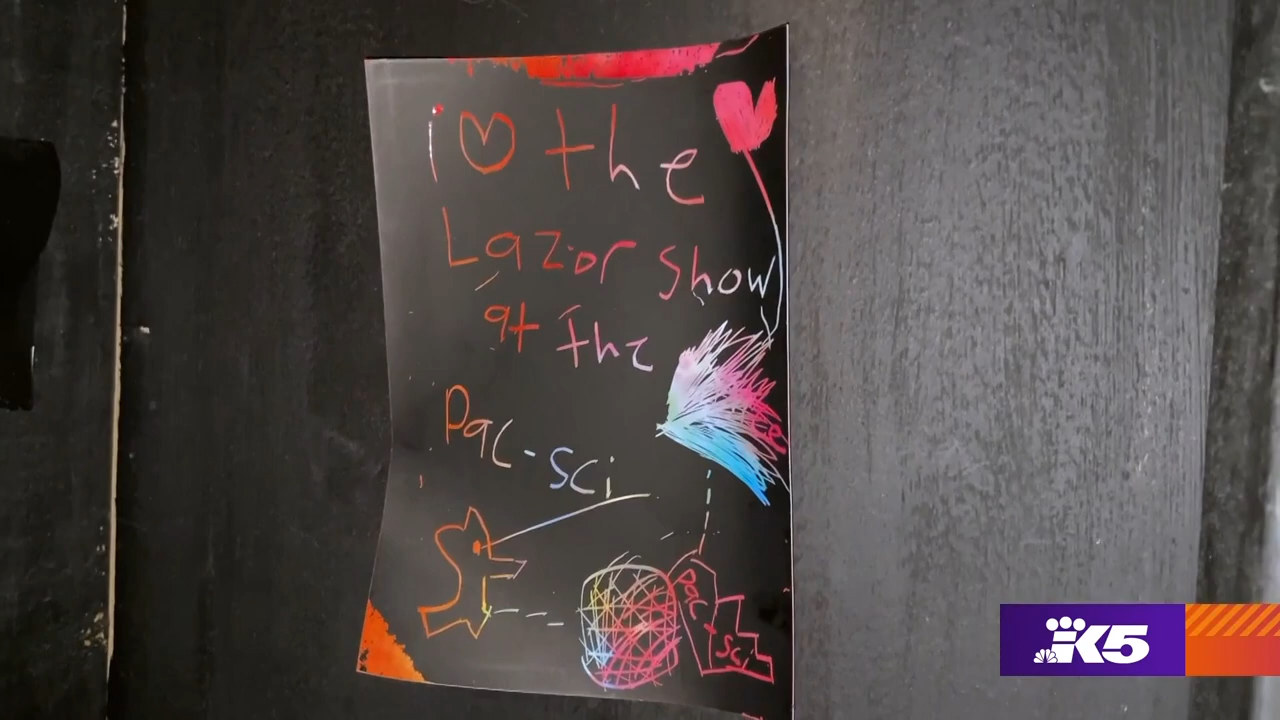 i ♡ the
Lazor show
at the
Pac-sci
Pac
sci
K5